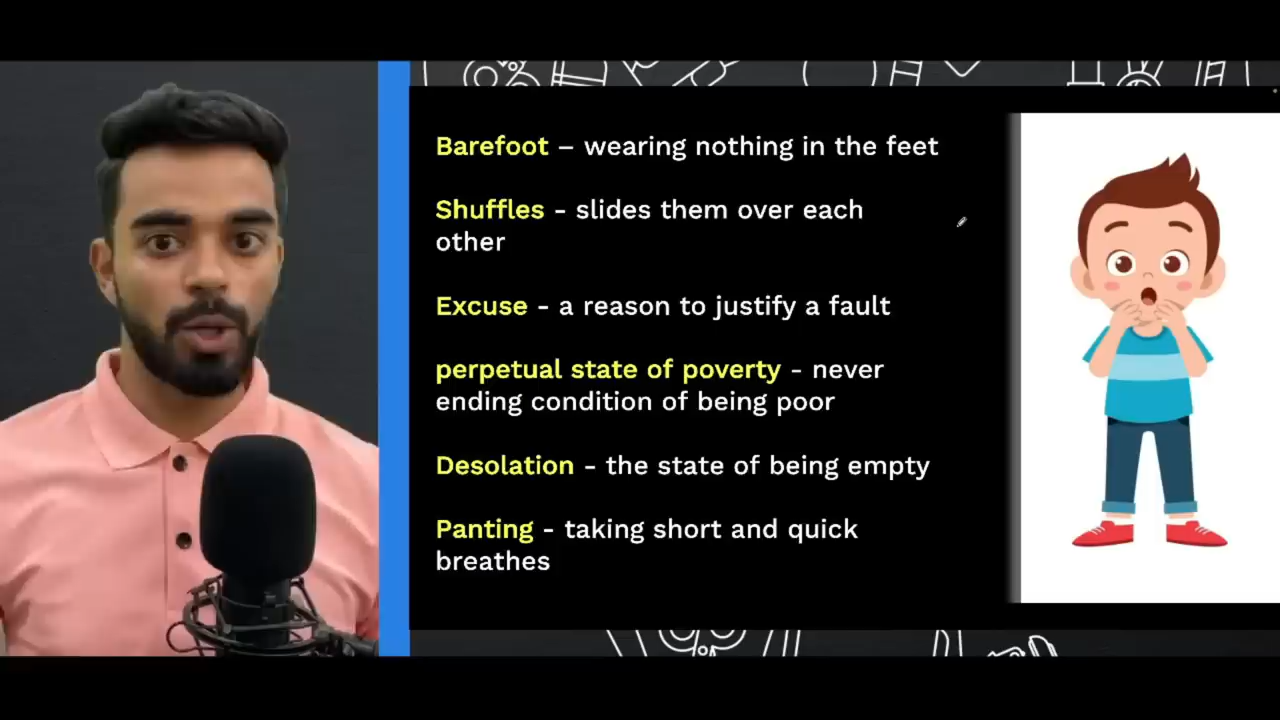 Barefoot – wearing nothing in the feet
Shuffles - slides them over each
other
Excuse - a reason to justify a fault
perpetual state of poverty - never
ending condition of being poor
Desolation - the state of being empty
Panting - taking short and quick
breathes